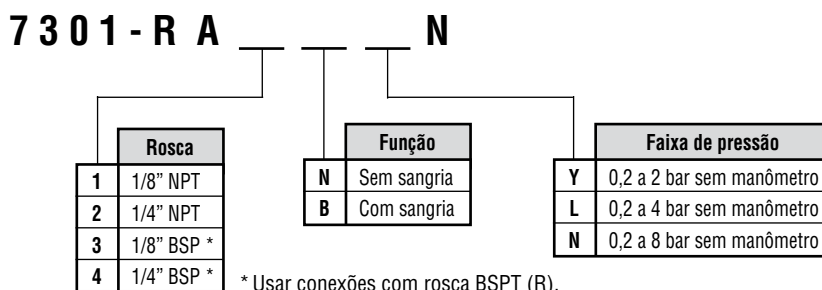 7301-RA __ __ __ N
Rosca
1 1/8" NPT
2 1/4" NPT
3 1/8" BSP *
4 1/4" BSP *
Função
N Sem sangria
B Com sangria
Faixa de pressão
Y 0,2 a 2 bar sem manômetro
L 0,2 a 4 bar sem manômetro
N 0,2 a 8 bar sem manômetro
* Usar conexões com rosca BSPT (R).